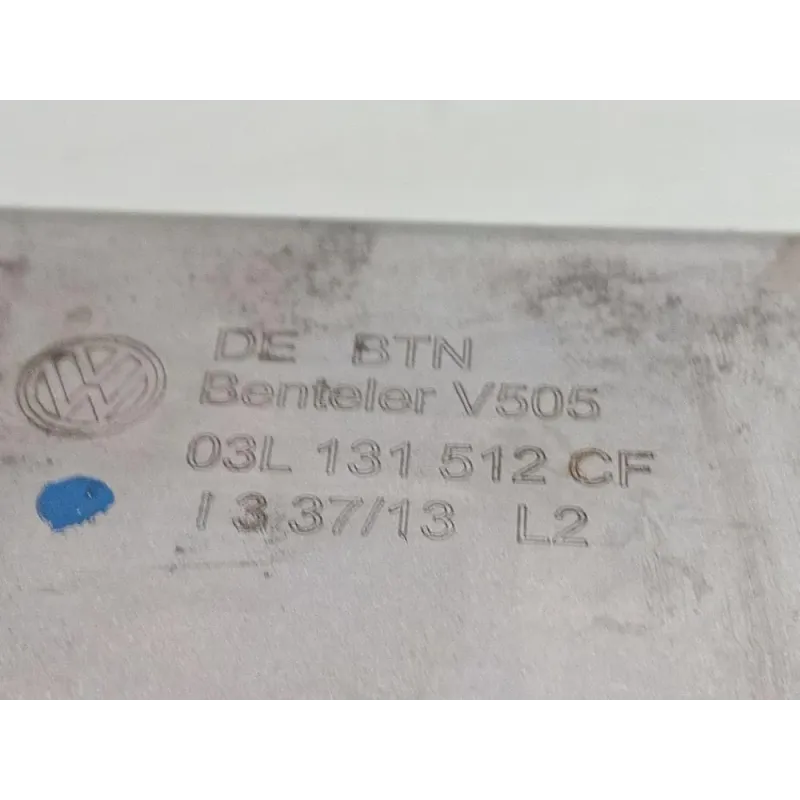 DE BTN
Benteler V505
03L 131 512 CF
/ 3 37/13 L2